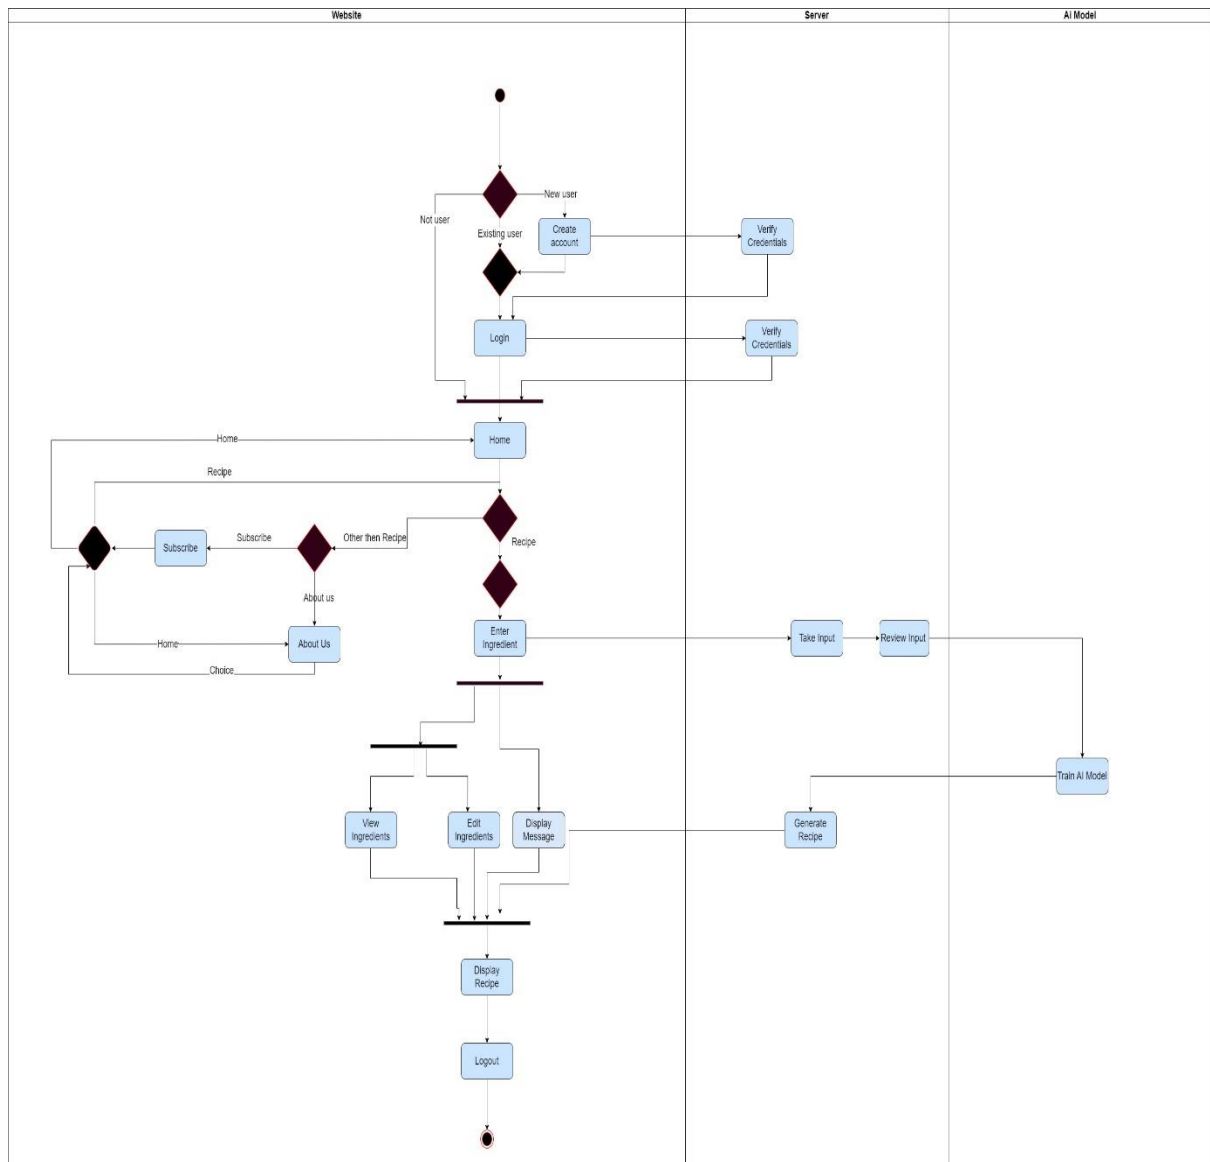 Website
Server
Ai Model
New user
Not user
Create
account
Verify
Credentials
Existing user
Login
Verify
Credentials
Home
Home
Recipe
Subscribe
Subscribe
Other then Recipe
Recipe
About us
Enter
Ingredient
Take Input
Review Input
Home
About Us
Choice
Train AI Model
View
Ingredients
Edit
Ingredients
Display
Message
Generate
Recipe
Display
Recipe
Logout